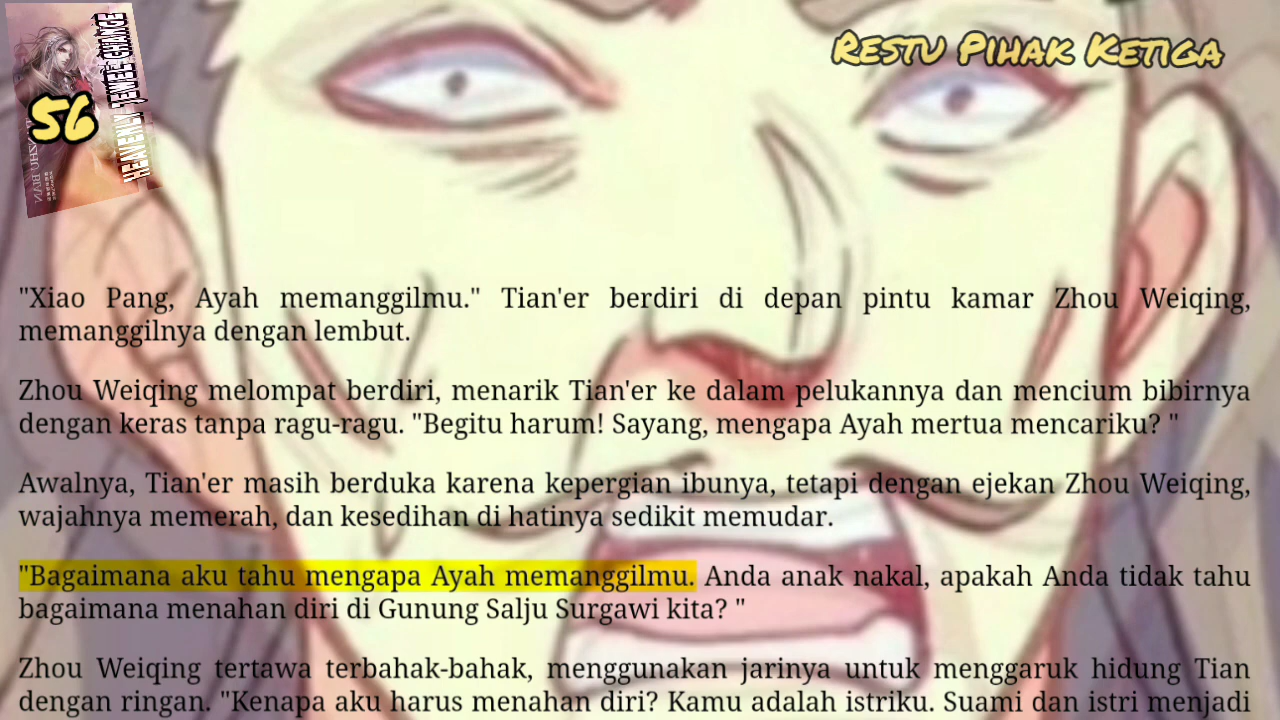 Restu Pihak Ketiga
HEAVENLY JEWEL CHANGE
56
"Xiao Pang, Ayah memanggilmu." Tian'er berdiri di depan pintu kamar Zhou Weiqing,
memanggilnya dengan lembut.
Zhou Weiqing melompat berdiri, menarik Tian'er ke dalam pelukannya dan mencium bibirnya
dengan keras tanpa ragu-ragu. "Begitu harum! Sayang, mengapa Ayah mertua mencariku? "
Awalnya, Tian'er masih berduka karena kepergian ibunya, tetapi dengan ejekan Zhou Weiqing,
wajahnya memerah, dan kesedihan di hatinya sedikit memudar.
"Bagaimana aku tahu mengapa Ayah memanggilmu. Anda anak nakal, apakah Anda tidak tahu
bagaimana menahan diri di Gunung Salju Surgawi kita? "
Zhou Weiqing tertawa terbahak-bahak, menggunakan jarinya untuk menggaruk hidung Tian
dengan ringan. "Kenapa aku harus menahan diri? Kamu adalah istriku. Suami dan istri menjadi